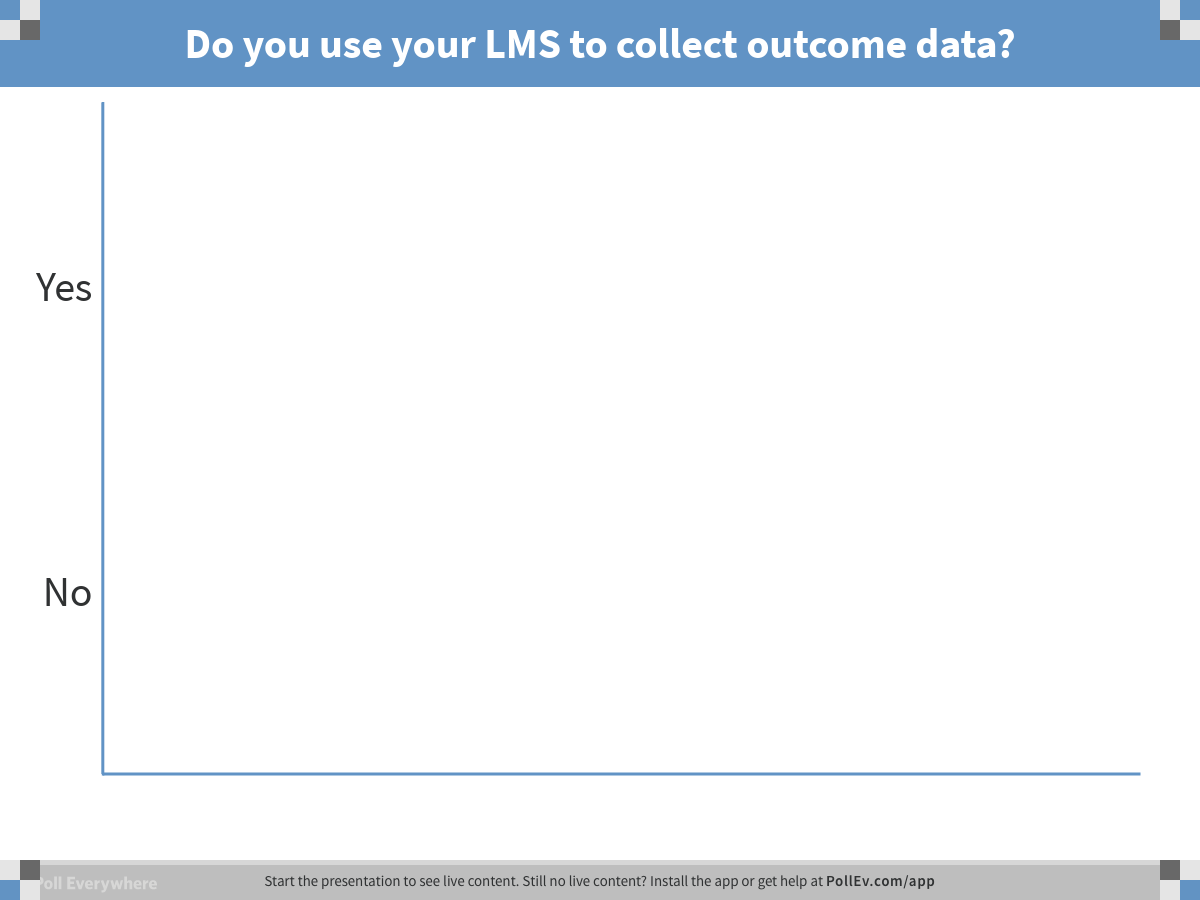 Do you use your LMS to collect outcome data?
Yes
No
Poll Everywhere
Start the presentation to see live content. Still no live content? Install the app or get help at PollEv.com/app